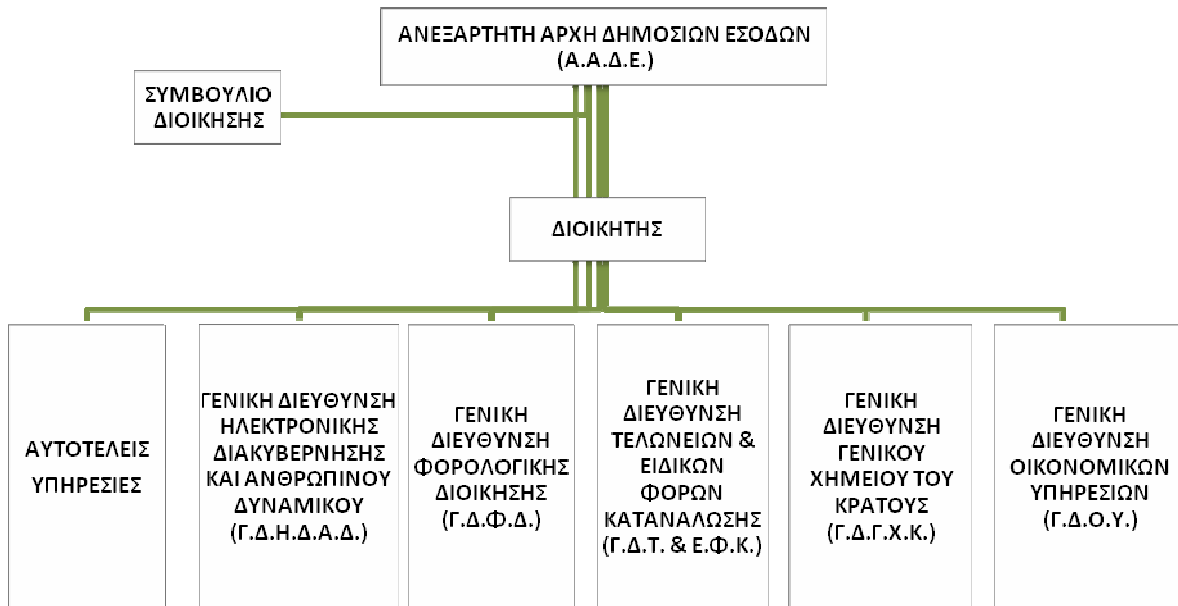 ΑΝΕΞΑΡΤΗΤΗ ΑΡΧΗ ΔΗΜΟΣΙΩΝ ΕΣΟΔΩΝ
(Α.Α.Δ.Ε.)
ΣΥΜΒΟΥΛΙΟ
ΔΙΟΙΚΗΣΗΣ
ΔΙΟΙΚΗΤΗΣ
ΑΥΤΟΤΕΛΕΙΣ
ΥΠΗΡΕΣΙΕΣ
ΓΕΝΙΚΗ ΔΙΕΥΘΥΝΣΗ
ΗΛΕΚΤΡΟΝΙΚΗΣ
ΔΙΑΚΥΒΕΡΝΗΣΗΣ
ΚΑΙ ΑΝΘΡΩΠΙΝΟΥ
ΔΥΝΑΜΙΚΟΥ
(Γ.Δ.Η.Δ.Α.Δ.)
ΓΕΝΙΚΗ
ΔΙΕΥΘΥΝΣΗ
ΦΟΡΟΛΟΓΙΚΗΣ
ΔΙΟΙΚΗΣΗΣ
(Γ.Δ.Φ.Δ.)
ΓΕΝΙΚΗ
ΔΙΕΥΘΥΝΣΗ
ΤΕΛΩΝΕΙΩΝ &
ΕΙΔΙΚΩΝ
ΦΟΡΩΝ
ΚΑΤΑΝΑΛΩΣΗΣ
(Γ.Δ.Τ. & Ε.Φ.Κ.)
ΓΕΝΙΚΗ
ΔΙΕΥΘΥΝΣΗ
ΓΕΝΙΚΟΥ
ΧΗΜΕΙΟΥ ΤΟΥ
ΚΡΑΤΟΥΣ
(Γ.Δ.Γ.Χ.Κ.)
ΓΕΝΙΚΗ
ΔΙΕΥΘΥΝΣΗ
ΟΙΚΟΝΟΜΙΚΩΝ
ΥΠΗΡΕΣΙΩΝ
(Γ.Δ.Ο.Υ.)